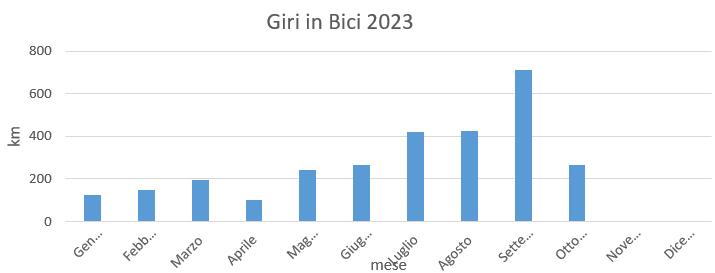 Giri in Bici 2023
800
600
400
200
0
km
Gen...
Febb...
Marzo
Aprile
Mag...
Giug...
Luglio
Agosto
Sette...
Otto...
Nove...
Dice...
mese